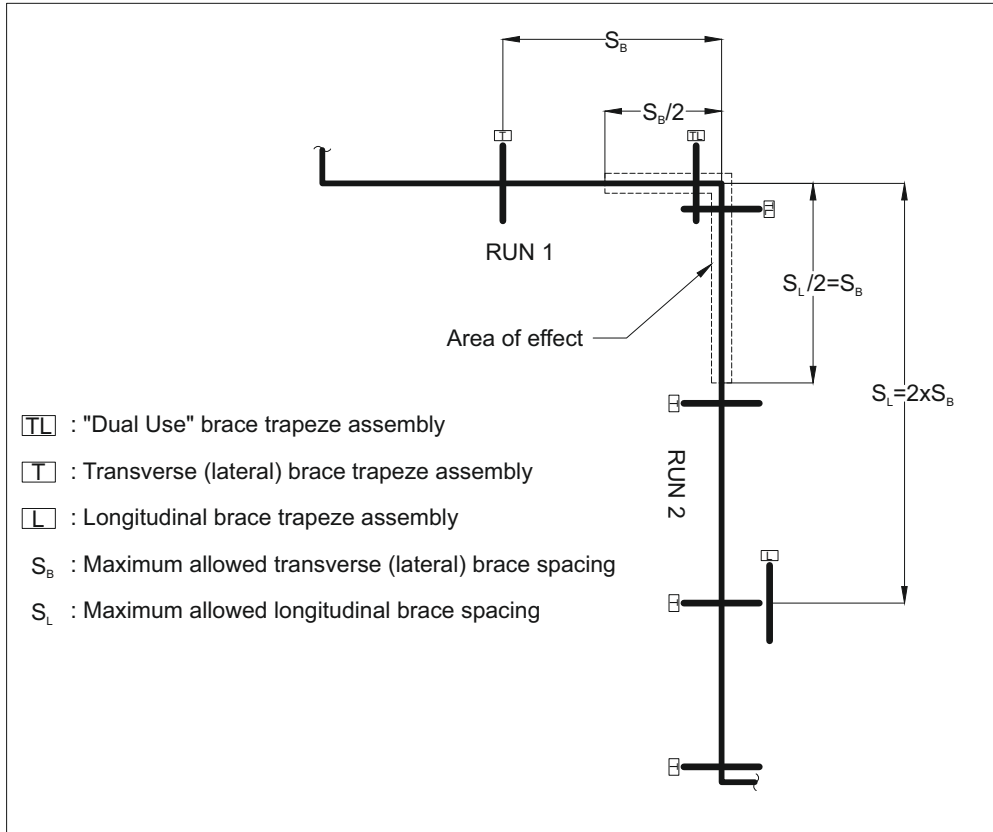 S_B
S_B/2
T
TL
TL
RUN 1
S_L/2=S_B
Area of effect
S_L=2xS_B
T
TL : "Dual Use" brace trapeze assembly
T : Transverse (lateral) brace trapeze assembly
L : Longitudinal brace trapeze assembly
S_B : Maximum allowed transverse (lateral) brace spacing
S_L : Maximum allowed longitudinal brace spacing
RUN 2
L
T
T